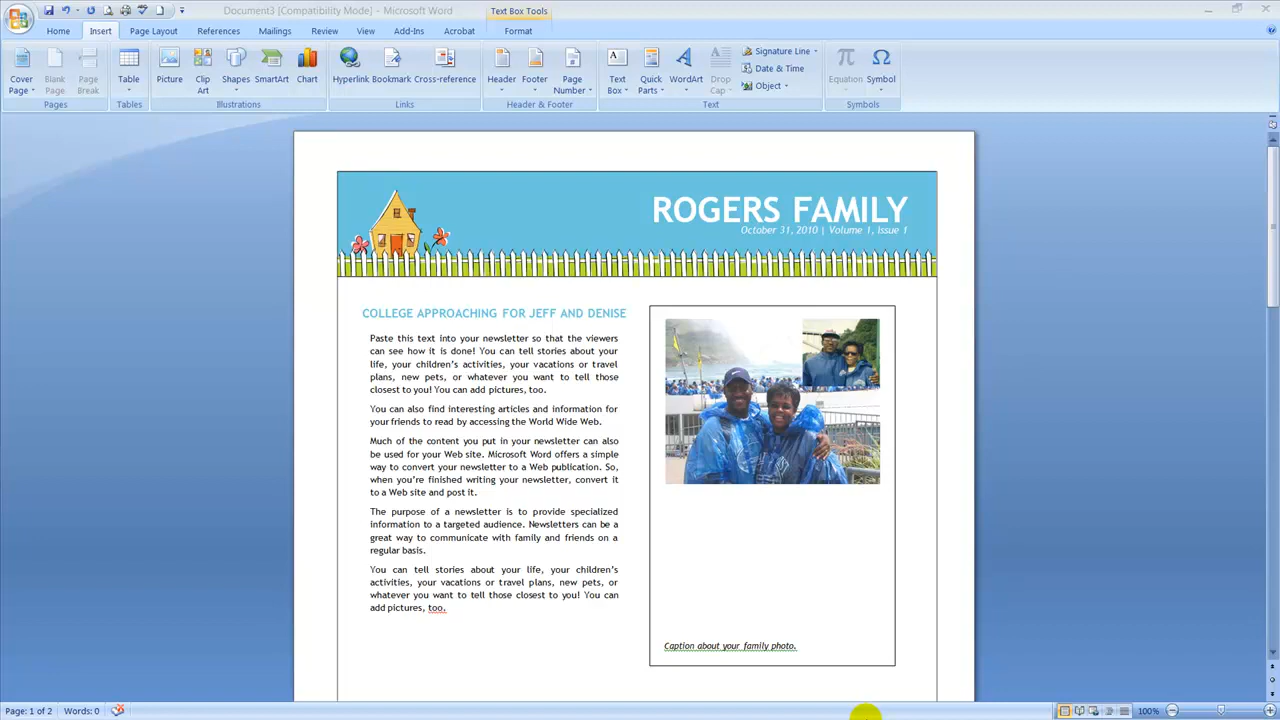 Document3 [Compatibility Mode] - Microsoft Word
Text Box Tools
Home Insert Page Layout References Mailings Review View Add-Ins Acrobat Format
Cover Page
Blank Page
Page Break
Table
Picture
Clip Art
Shapes
SmartArt
Chart
Hyperlink
Bookmark
Cross-reference
Header
Footer
Page Number
Text Box
Quick Parts
WordArt
Drop Cap
Signature Line
Date & Time
Object
Equation
Symbol
Pages Tables Illustrations Links Header & Footer Text Symbols
ROGERS FAMILY
October 31, 2010 | Volume 1, Issue 1
COLLEGE APPROACHING FOR JEFF AND DENISE
Paste this text into your newsletter so that the viewers
can see how it is done! You can tell stories about your
life, your children's activities, your vacations or travel
plans, new pets, or whatever you want to tell those
closest to you! You can add pictures, too.
You can also find interesting articles and information for
your friends to read by accessing the World Wide Web.
Much of the content you put in your newsletter can also
be used for your Web site. Microsoft Word offers a simple
way to convert your newsletter to a Web publication. So,
when you're finished writing your newsletter, convert it
to a Web site and post it.
The purpose of a newsletter is to provide specialized
information to a targeted audience. Newsletters can be a
great way to communicate with family and friends on a
regular basis.
You can tell stories about your life, your children's
activities, your vacations or travel plans, new pets, or
whatever you want to tell those closest to you! You can
add pictures, too.
Caption about your family photo.
Page: 1 of 2 Words: 0 100%